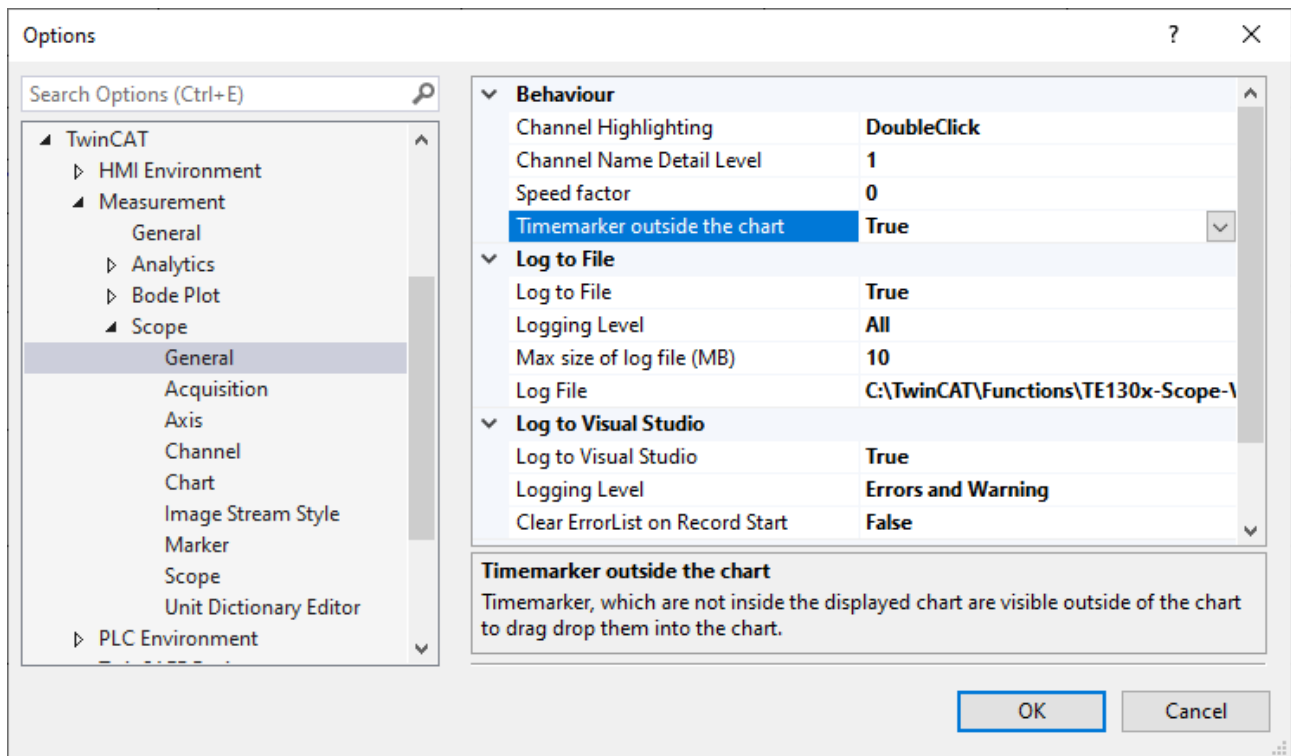 Options
?
Search Options (Ctrl+E)
TwinCAT
HMI Environment
Measurement
General
Analytics
Bode Plot
Scope
General
Acquisition
Axis
Channel
Chart
Image Stream Style
Marker
Scope
Unit Dictionary Editor
PLC Environment
Behaviour
Channel Highlighting DoubleClick
Channel Name Detail Level 1
Speed factor 0
Timemarker outside the chart True
Log to File
Log to File True
Logging Level All
Max size of log file (MB) 10
Log File C:\TwinCAT\Functions\TE130x-Scope-
Log to Visual Studio
Log to Visual Studio True
Logging Level Errors and Warning
Clear ErrorList on Record Start False
Timemarker outside the chart
Timemarker, which are not inside the displayed chart are visible outside of the chart
to drag drop them into the chart.
OK Cancel